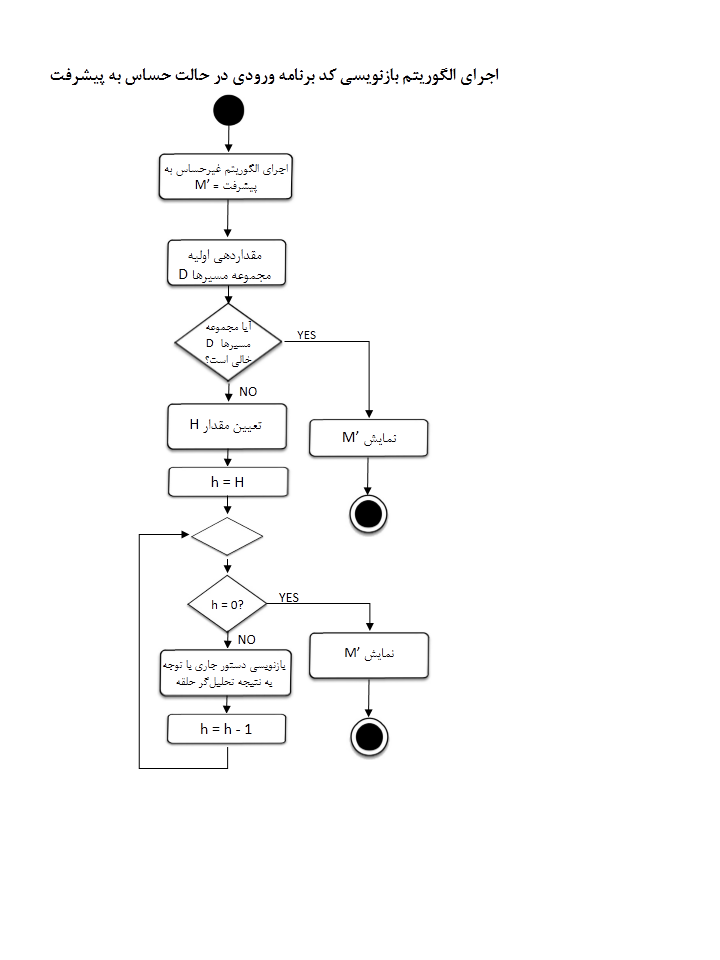 اجرای الگوریتم بازنویسی کد برنامه ورودی در حالت حساس به پیشرفت
اجرای الگوریتم غیرحساس به
پیشرفت = M’
مقداردهی اولیه
مجموعه مسیرها D
آیا مجموعه
مسیرها D
خالی است؟
YES
NO
تعیین مقدار H
نمایش M’
h = H
h = 0?
YES
NO
نمایش M’
بازنویسی دستور جاری با توجه
به نتیجه تحلیل‌گر حلقه
h = h - 1